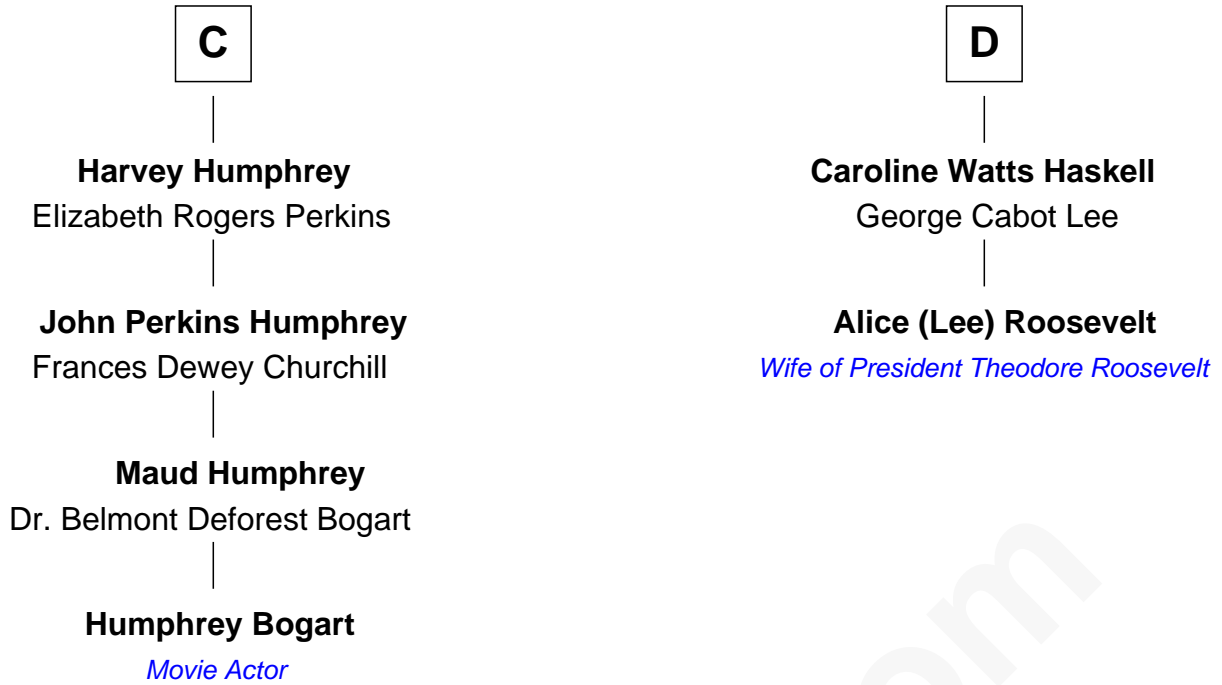 C
Harvey Humphrey
Elizabeth Rogers Perkins
John Perkins Humphrey
Frances Dewey Churchill
Maud Humphrey
Dr. Belmont Deforest Bogart
Humphrey Bogart
Movie Actor
D
Caroline Watts Haskell
George Cabot Lee
Alice (Lee) Roosevelt
Wife of President Theodore Roosevelt
om